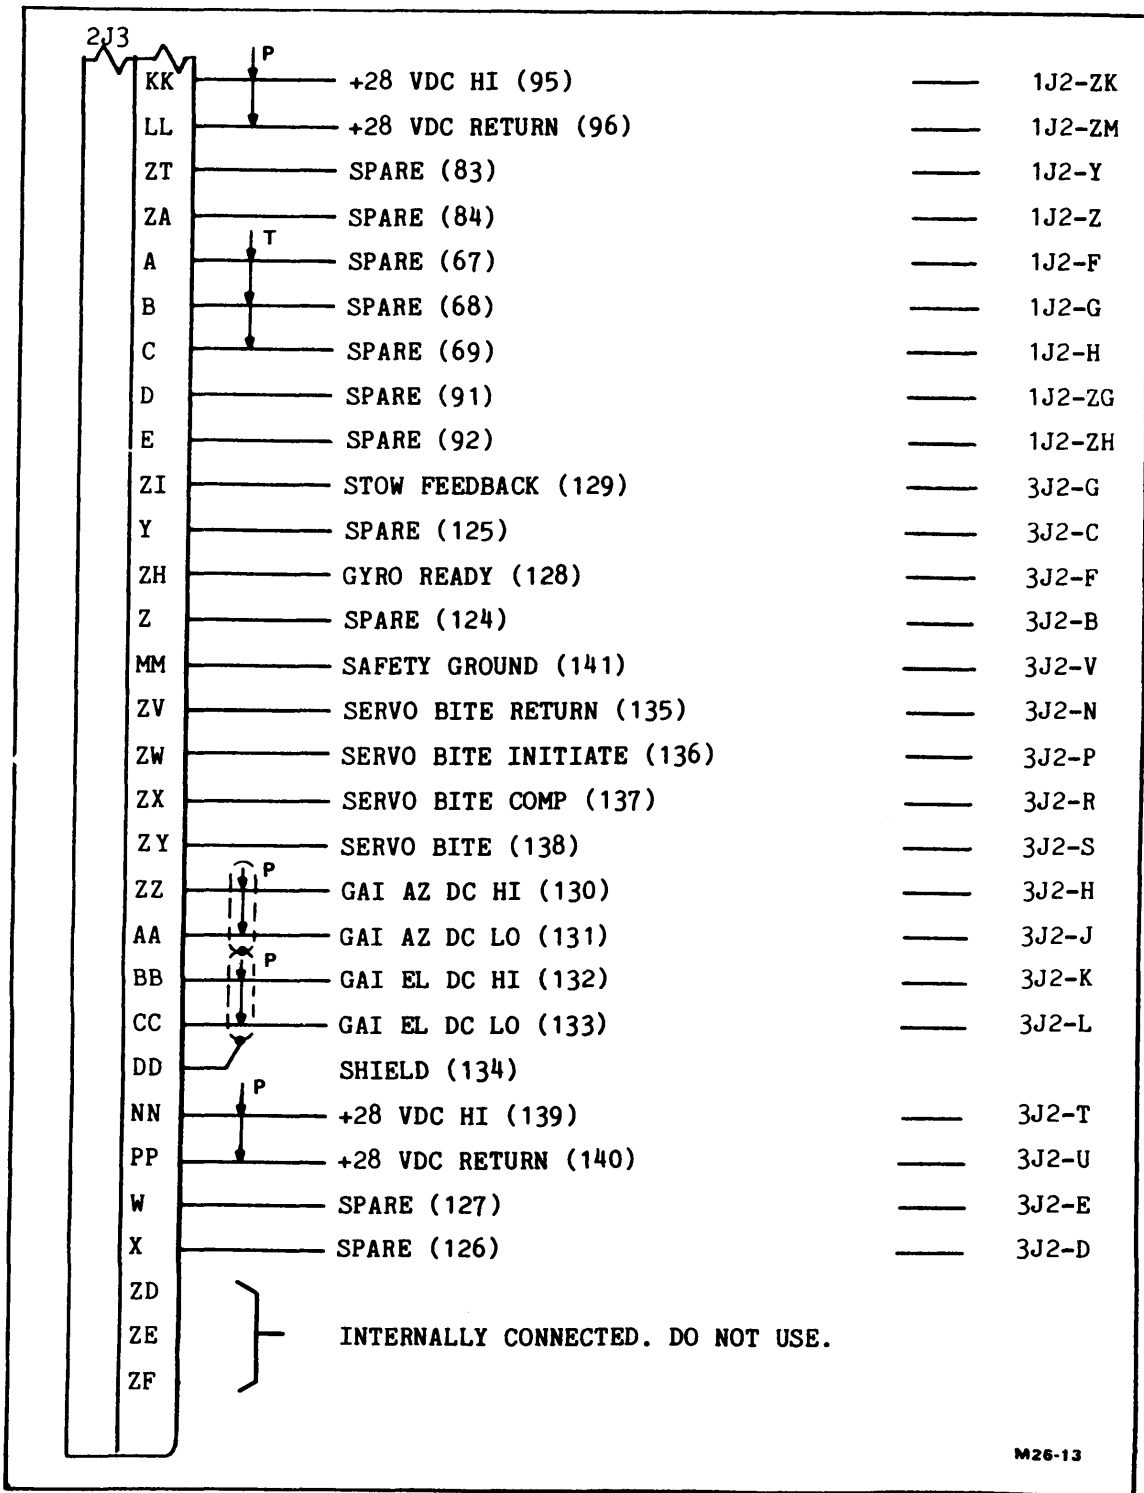 2J3
P
KK +28 VDC HI (95) 1J2-ZK
LL +28 VDC RETURN (96) 1J2-ZM
ZT SPARE (83) 1J2-Y
ZA SPARE (84) 1J2-Z
T
A SPARE (67) 1J2-F
B SPARE (68) 1J2-G
C SPARE (69) 1J2-H
D SPARE (91) 1J2-ZG
E SPARE (92) 1J2-ZH
ZI STOW FEEDBACK (129) 3J2-G
Y SPARE (125) 3J2-C
ZH GYRO READY (128) 3J2-F
Z SPARE (124) 3J2-B
MM SAFETY GROUND (141) 3J2-V
ZV SERVO BITE RETURN (135) 3J2-N
ZW SERVO BITE INITIATE (136) 3J2-P
ZX SERVO BITE COMP (137) 3J2-R
ZY SERVO BITE (138) 3J2-S
P
ZZ GAI AZ DC HI (130) 3J2-H
AA GAI AZ DC LO (131) 3J2-J
P
BB GAI EL DC HI (132) 3J2-K
CC GAI EL DC LO (133) 3J2-L
DD SHIELD (134)
P
NN +28 VDC HI (139) 3J2-T
PP +28 VDC RETURN (140) 3J2-U
W SPARE (127) 3J2-E
X SPARE (126) 3J2-D
ZD
ZE INTERNALLY CONNECTED. DO NOT USE.
ZF
M26-13